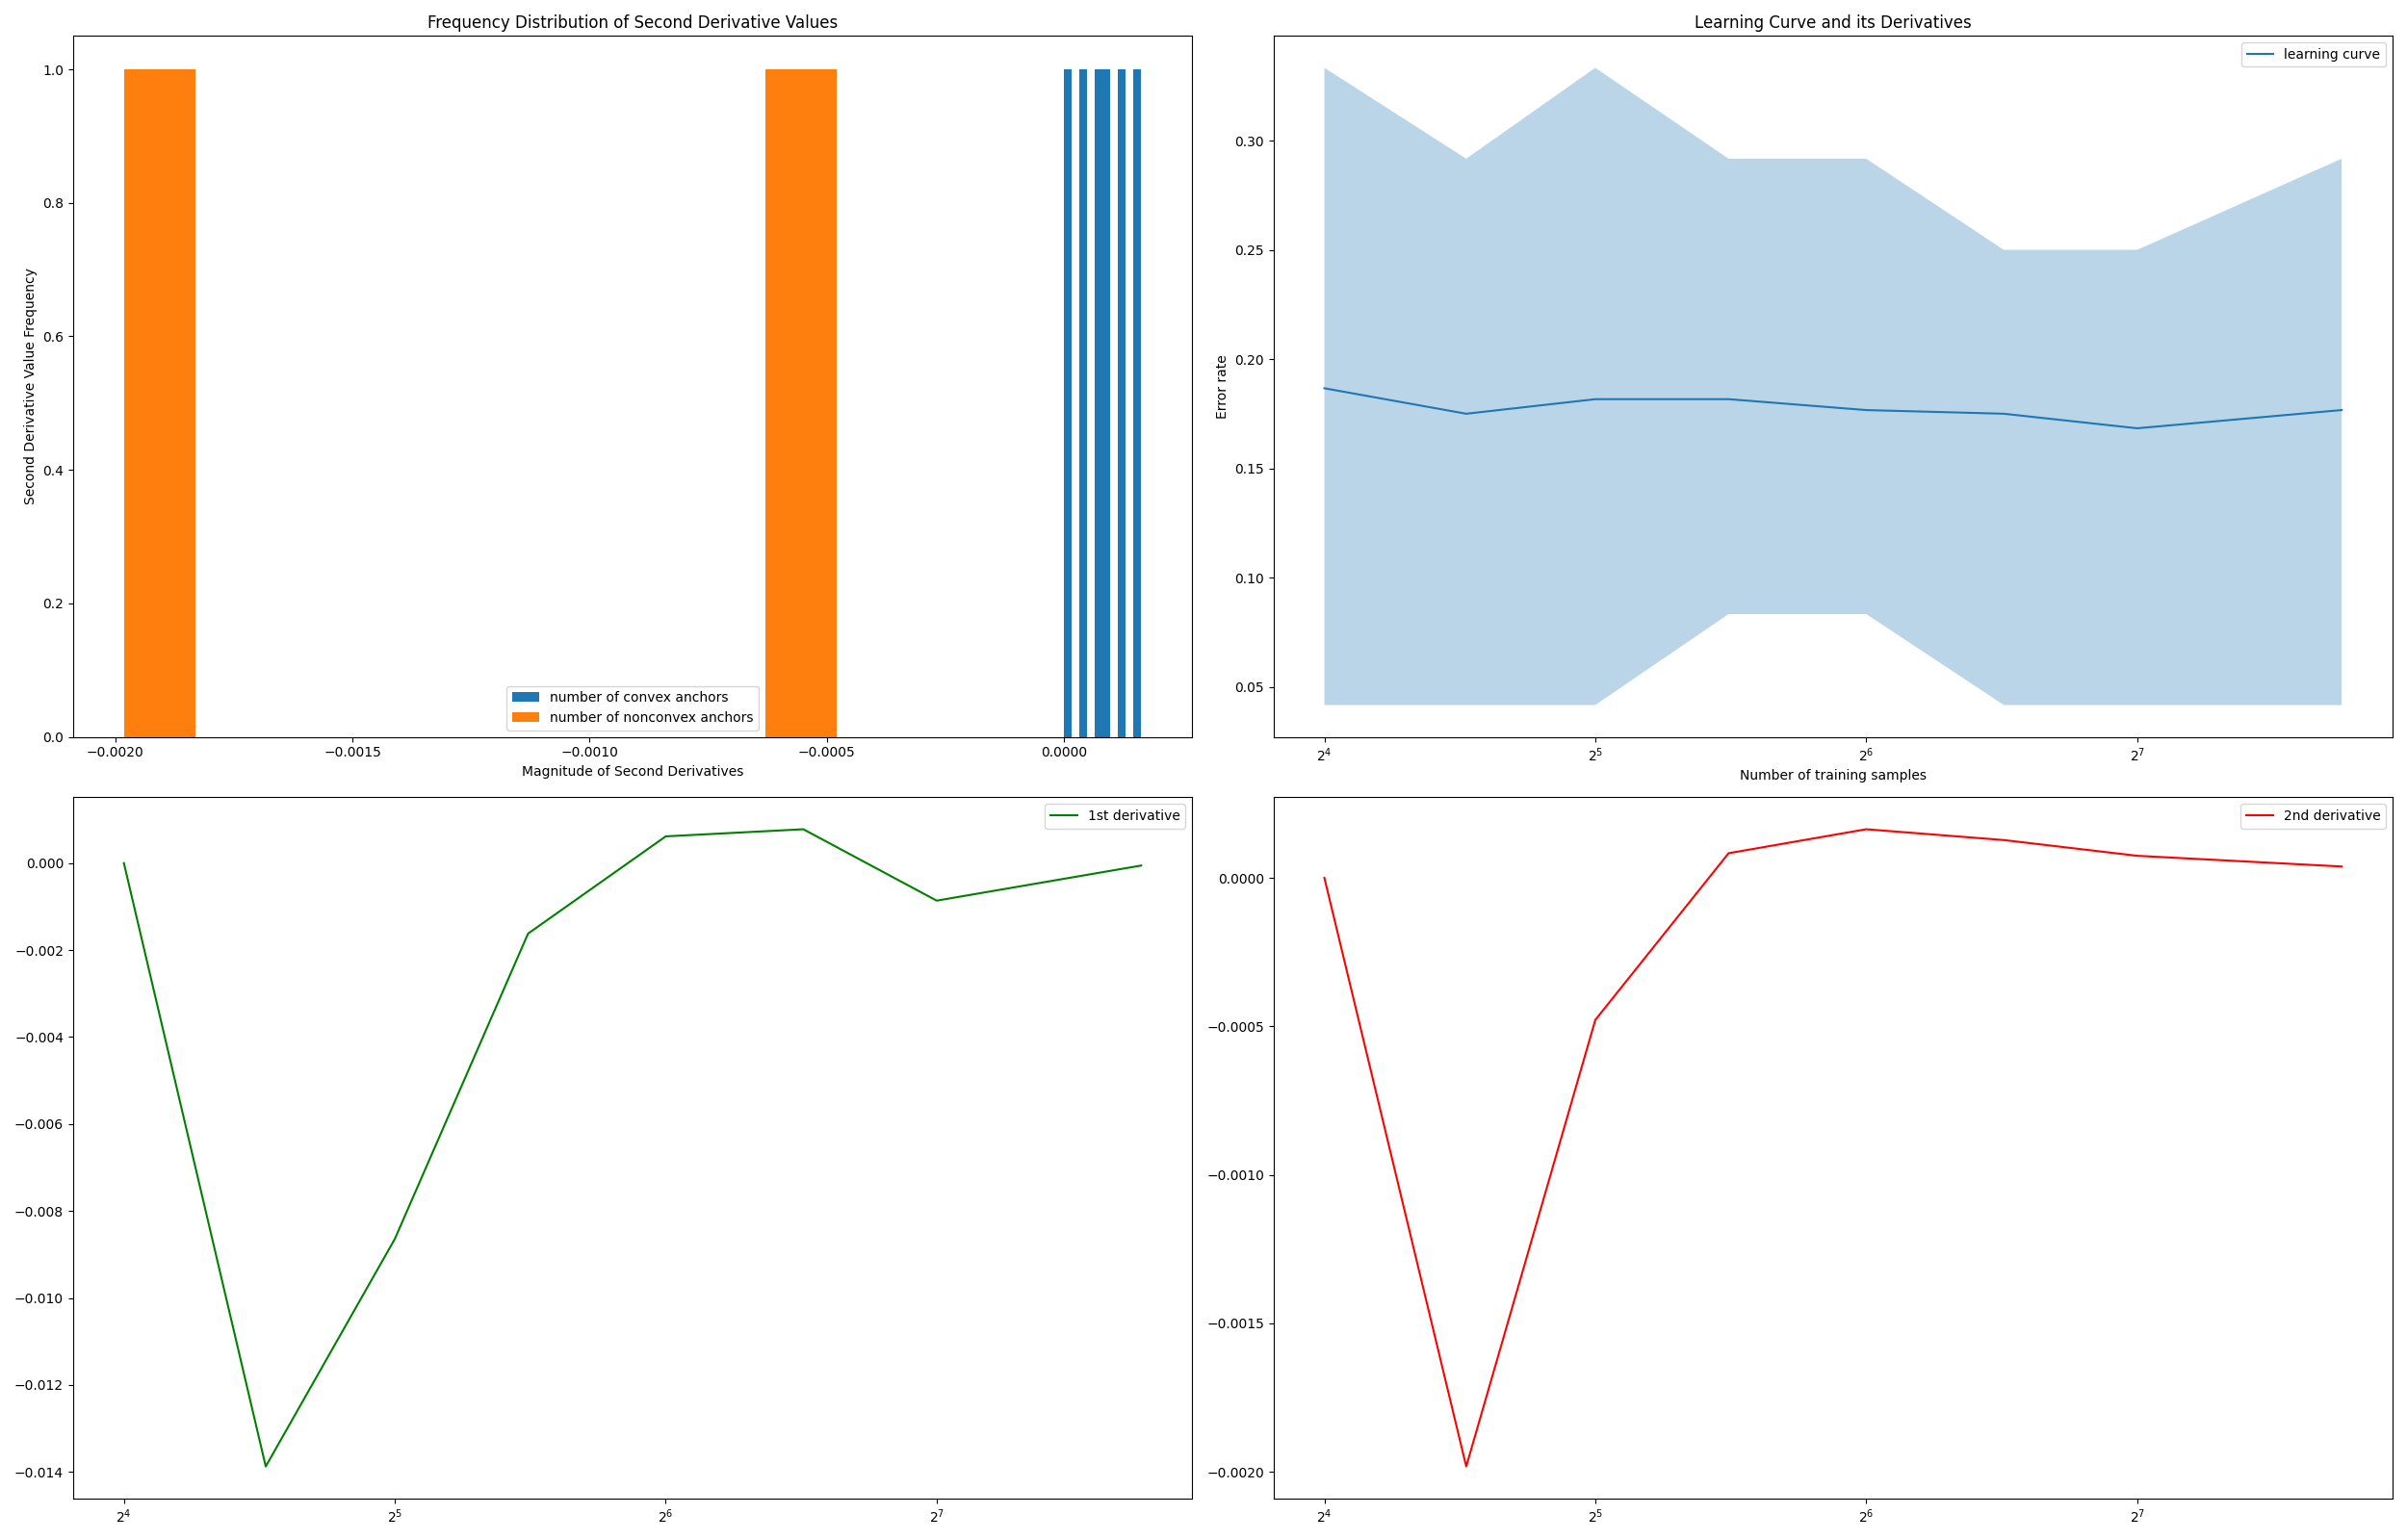 Frequency Distribution of Second Derivative Values
Second Derivative Value Frequency
1.0
0.8
0.6
0.4
0.2
0.0
number of convex anchors
number of nonconvex anchors
−0.0020 −0.0015 −0.0010 −0.0005 0.0000
Magnitude of Second Derivatives
Learning Curve and its Derivatives
learning curve
Error rate
0.30
0.25
0.20
0.15
0.10
0.05
2⁴ 2⁵ 2⁶ 2⁷
Number of training samples
1st derivative
0.000
−0.002
−0.004
−0.006
−0.008
−0.010
−0.012
−0.014
2⁴ 2⁵ 2⁶ 2⁷
2nd derivative
0.0000
−0.0005
−0.0010
−0.0015
−0.0020
2⁴ 2⁵ 2⁶ 2⁷